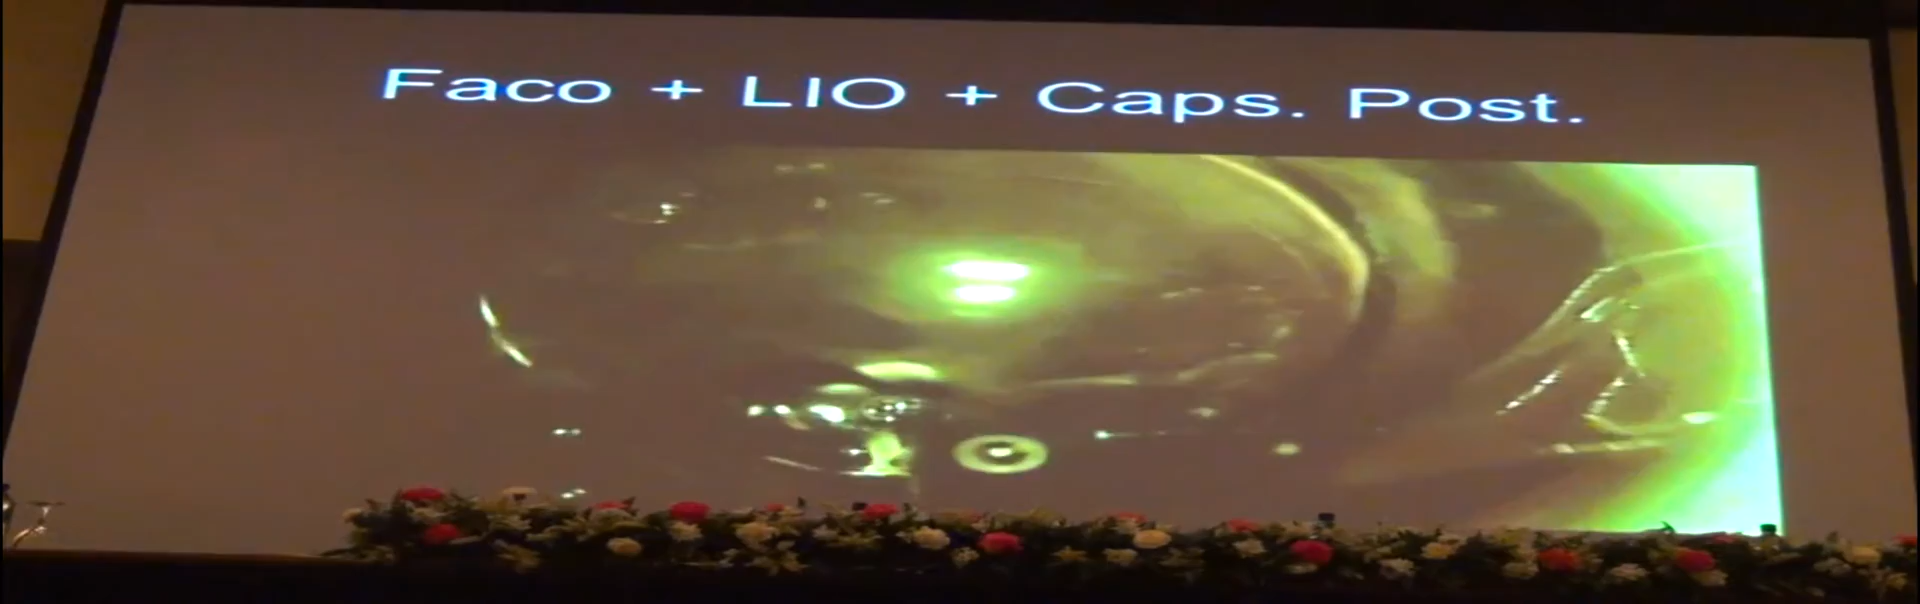 Faco + LIO + Caps. Post.